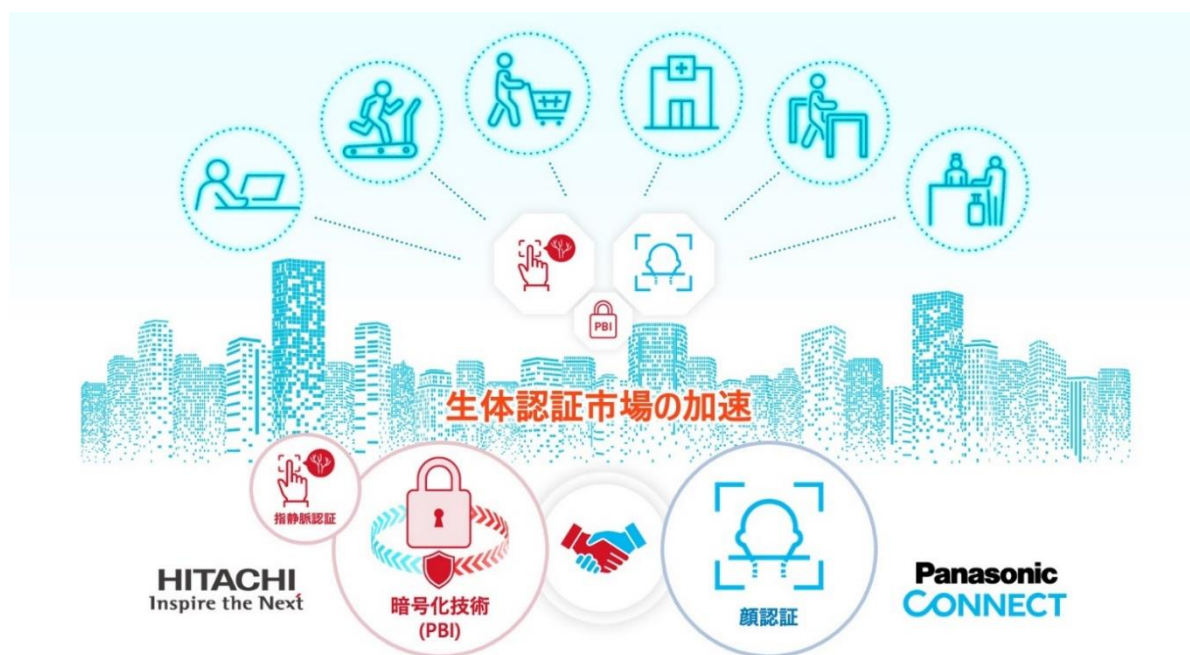 PBI
生体認証市場の加速
指静脈認証
HITACHI
Inspire the Next
暗号化技術
(PBI)
顔認証
Panasonic
CONNECT